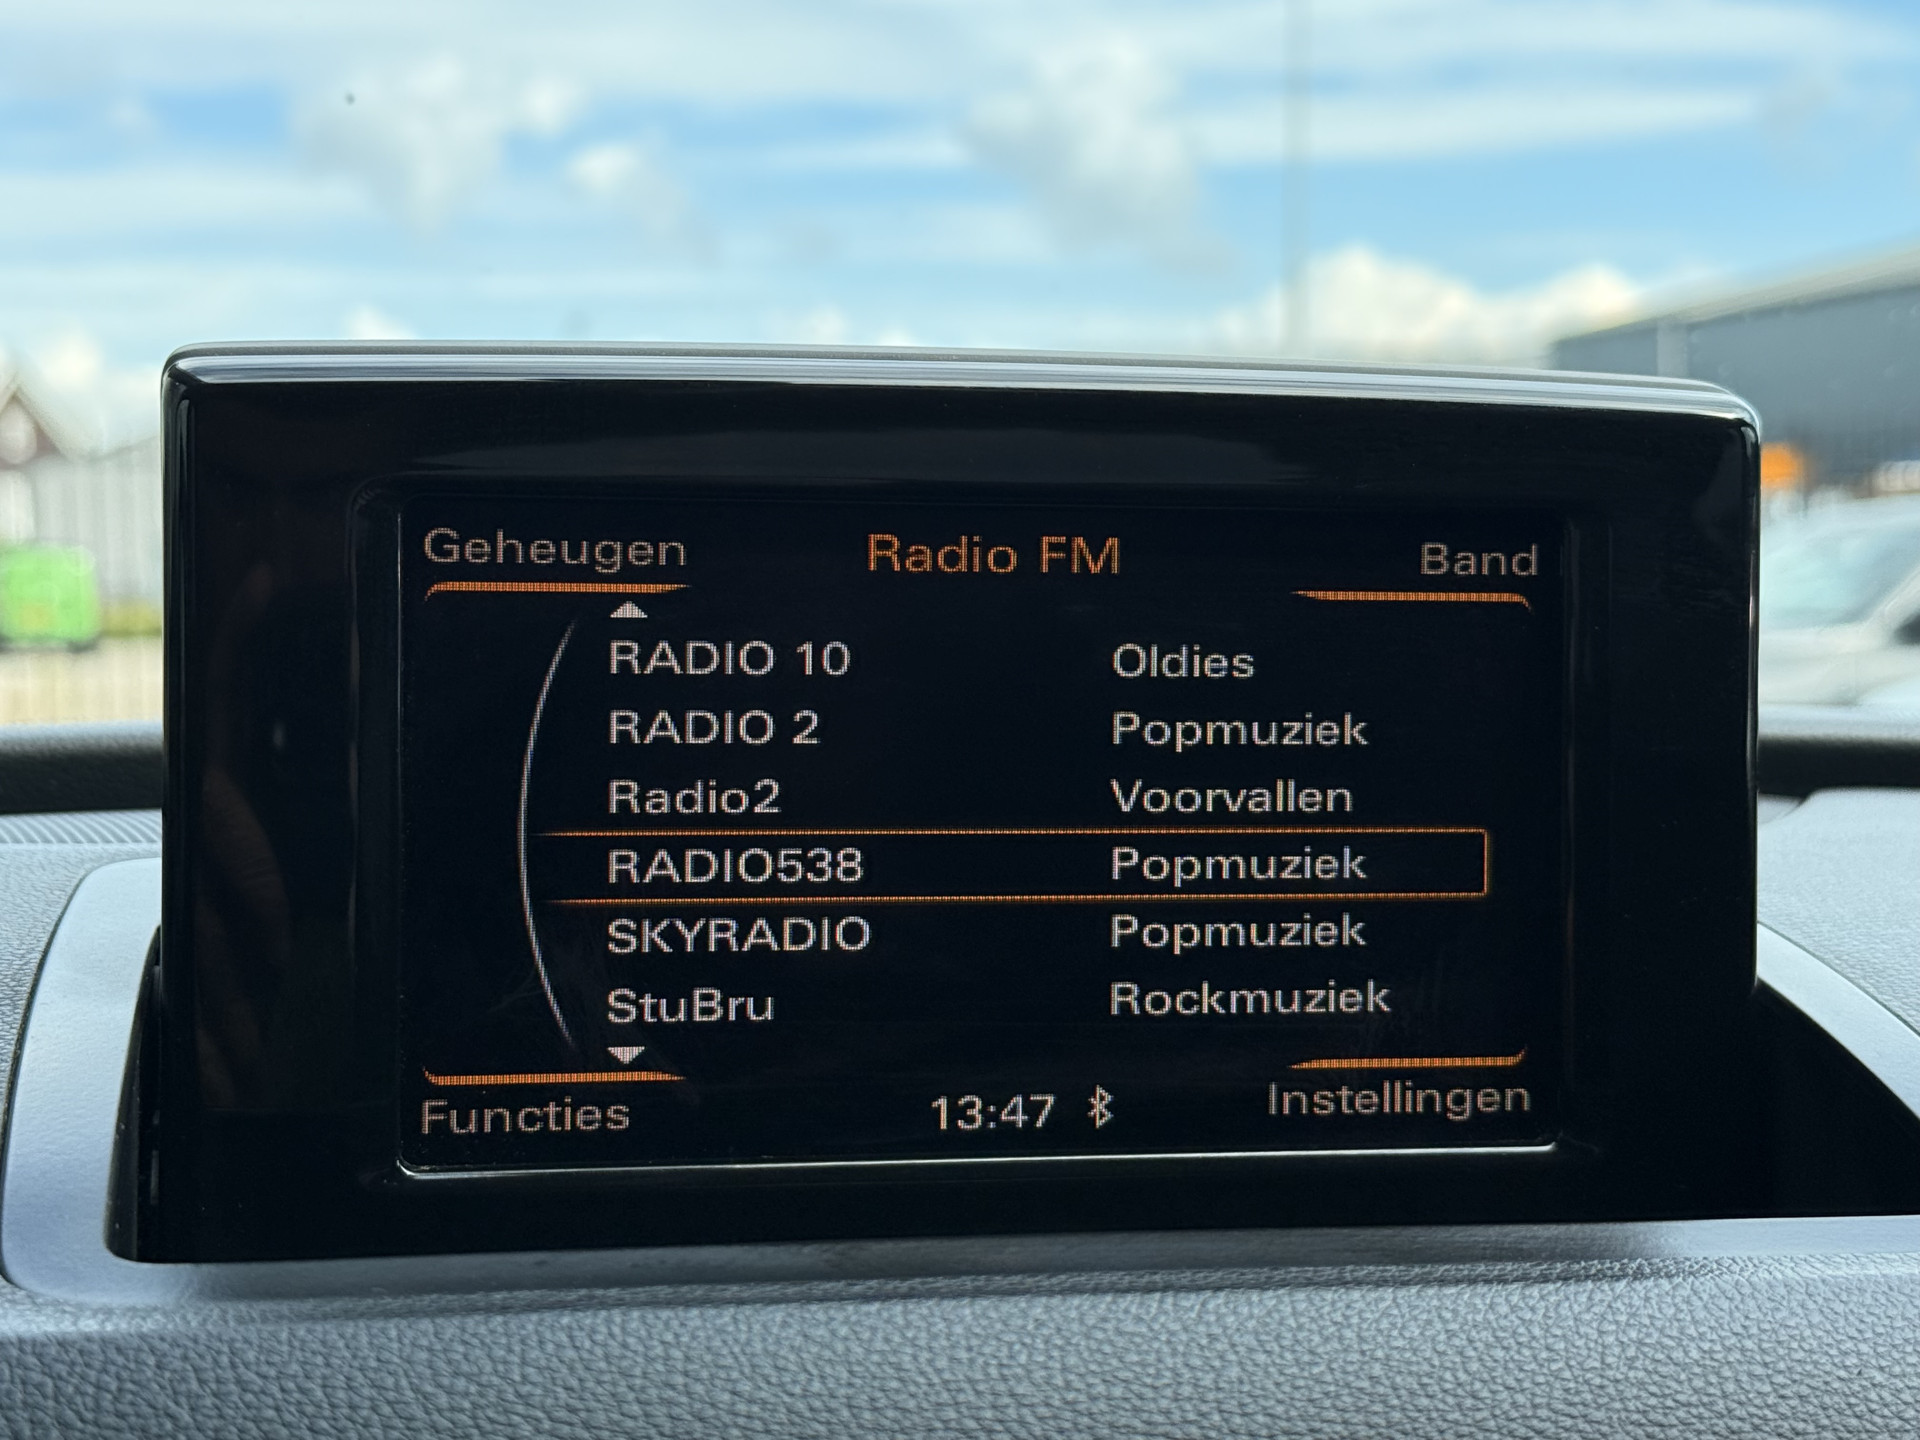 Geheugen Radio FM Band
RADIO 10 Oldies
RADIO 2 Popmuziek
Radio2 Voorvallen
RADIO538 Popmuziek
SKYRADIO Popmuziek
StuBru Rockmuziek
Functies 13:47 Instellingen